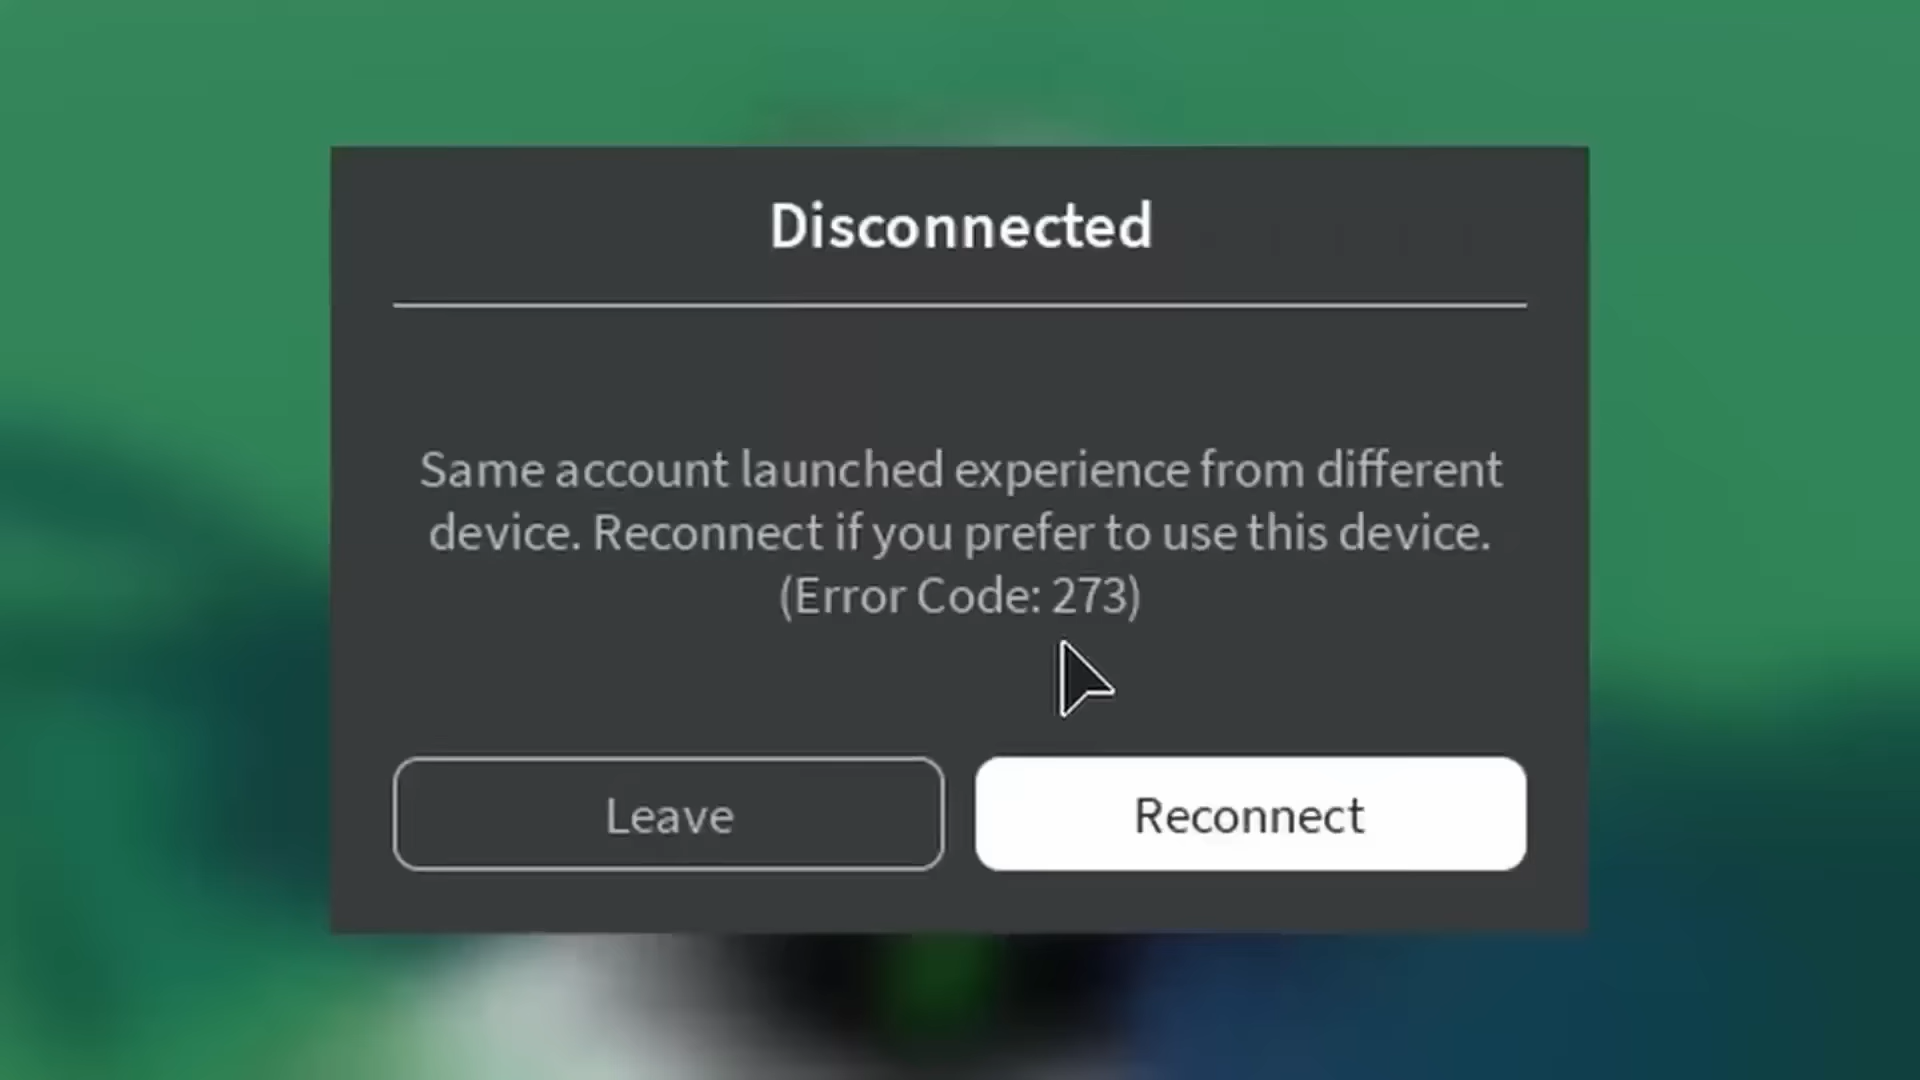 Disconnected
Same account launched experience from different
device. Reconnect if you prefer to use this device.
(Error Code: 273)
Leave
Reconnect